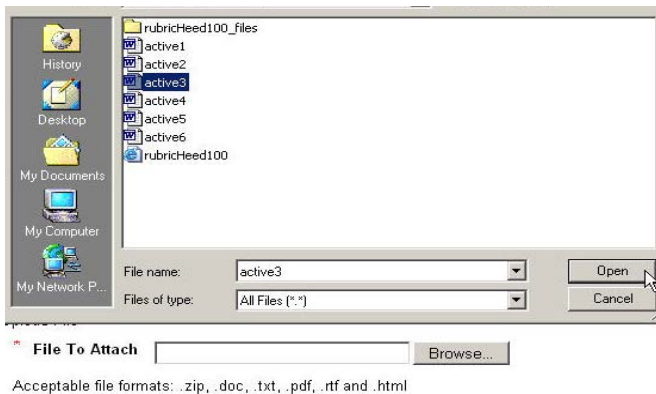 rubricHeed100_files
active1
active2
active3
active4
active5
active6
rubricHeed100
History
Desktop
My Documents
My Computer
My Network P...
File name:
active3
Open
Files of type:
All Files (*.*)
Cancel
* File To Attach
Browse...
Acceptable file formats: .zip, .doc, .txt, .pdf, .rtf and .html